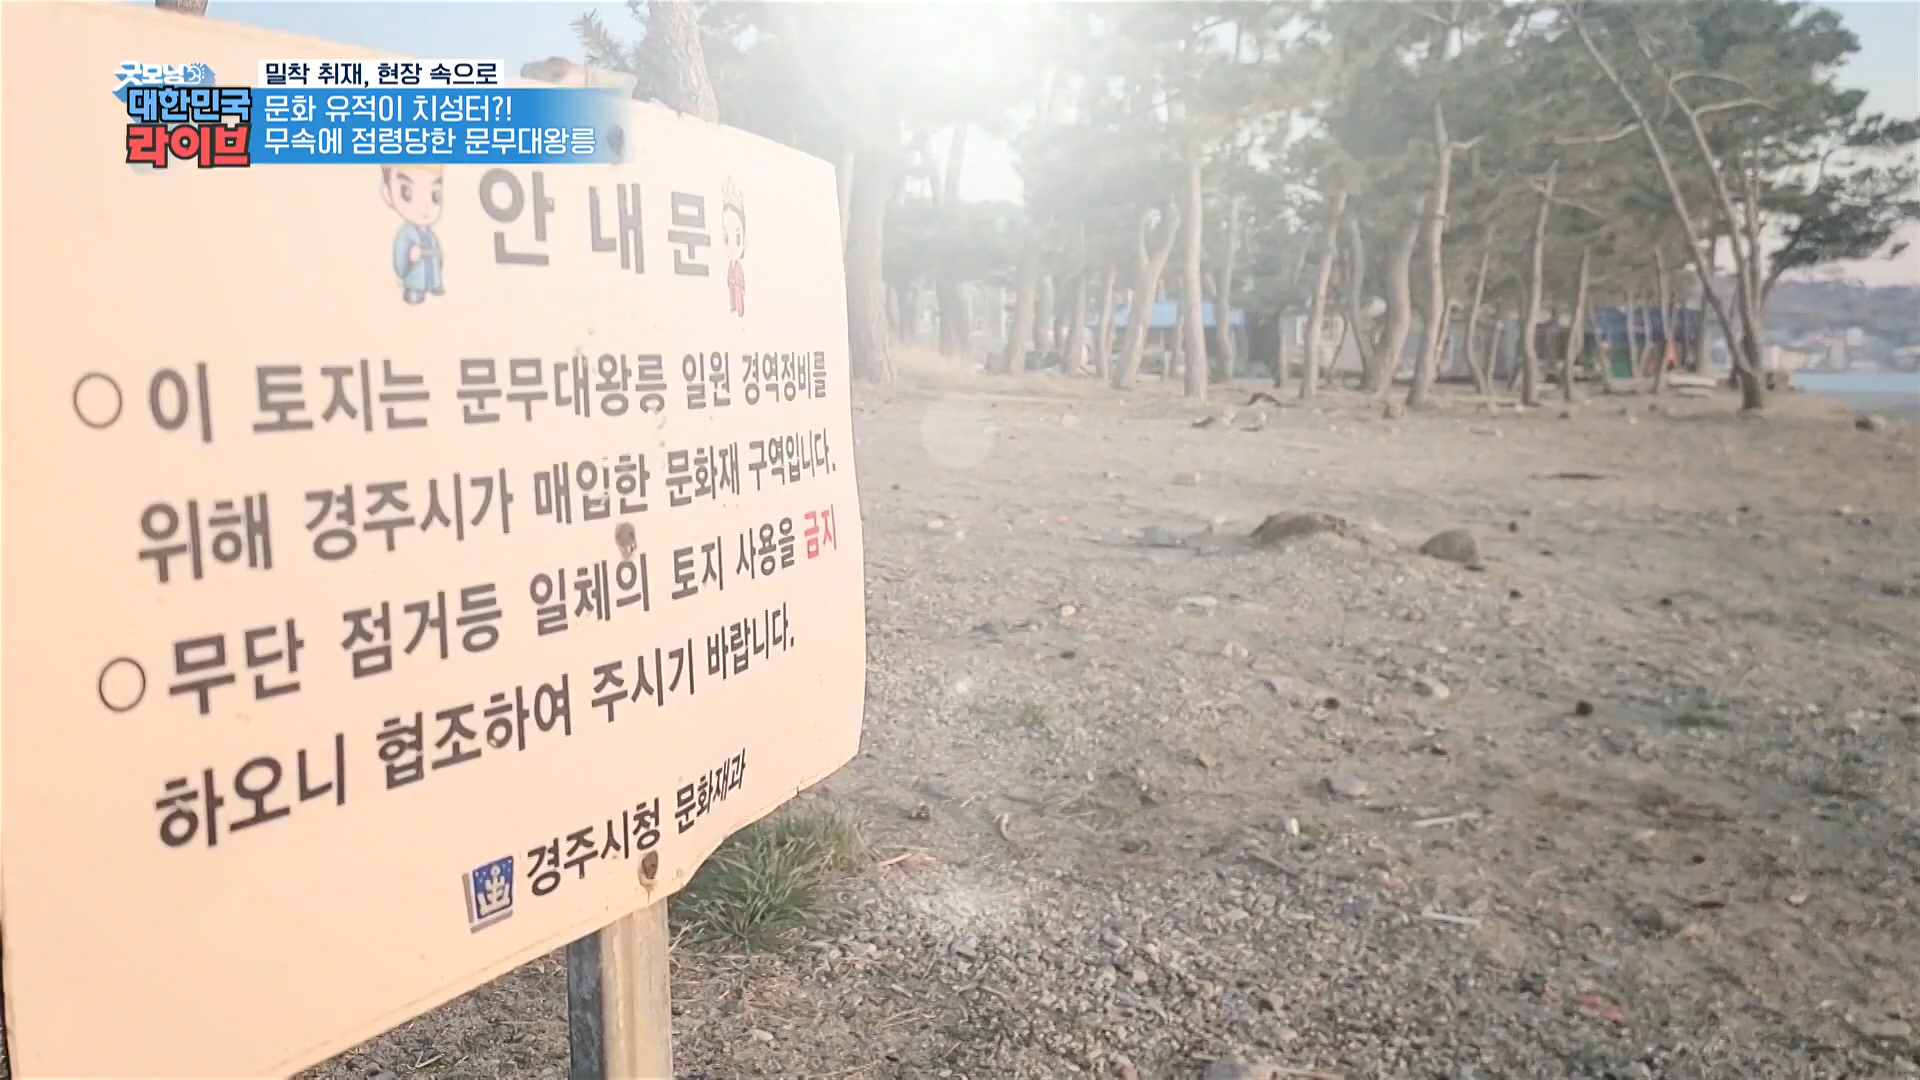 굿모닝
대한민국
라이브
밀착 취재, 현장 속으로
문화 유적이 치성터?!
무속에 점령당한 문무대왕릉
안내문
○ 이 토지는 문무대왕릉 일원 경역정비를
위해 경주시가 매입한 문화재 구역입니다.
○ 무단 점거등 일체의 토지 사용을 금지
하오니 협조하여 주시기 바랍니다.
경주시청 문화재과